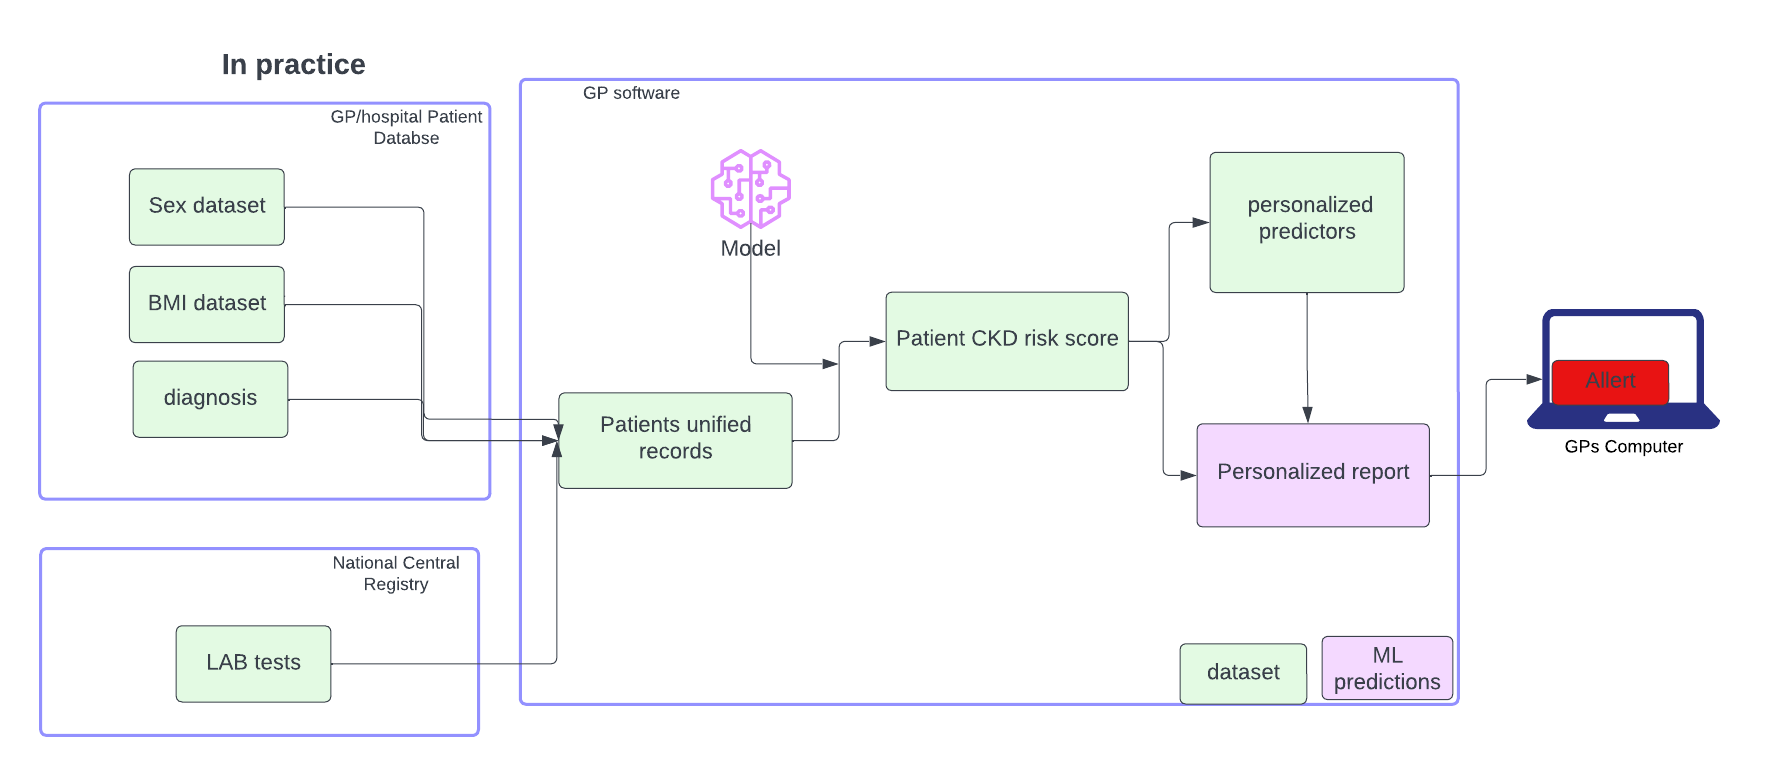 In practice
GP/hospital Patient
Databse
Sex dataset
BMI dataset
diagnosis
National Central
Registry
LAB tests
GP software
Model
Patients unified
records
Patient CKD risk score
personalized
predictors
Personalized report
dataset
ML
predictions
Allert
GPs Computer